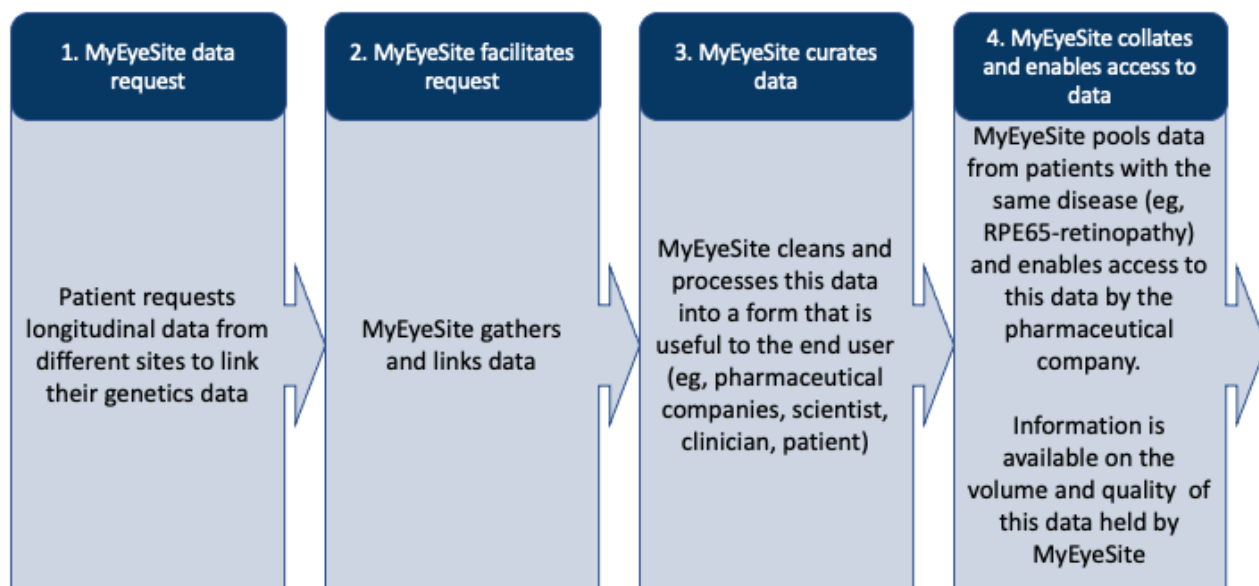 1. MyEyeSite data
request
Patient requests
longitudinal data from
different sites to link
their genetics data
2. MyEyeSite facilitates
request
MyEyeSite gathers
and links data
3. MyEyeSite curates
data
MyEyeSite cleans and
processes this data
into a form that is
useful to the end user
(eg, pharmaceutical
companies, scientist,
clinician, patient)
4. MyEyeSite collates
and enables access to
data
MyEyeSite pools data
from patients with the
same disease (eg,
RPE65-retinopathy)
and enables access to
this data by the
pharmaceutical
company.
Information is
available on the
volume and quality of
this data held by
MyEyeSite